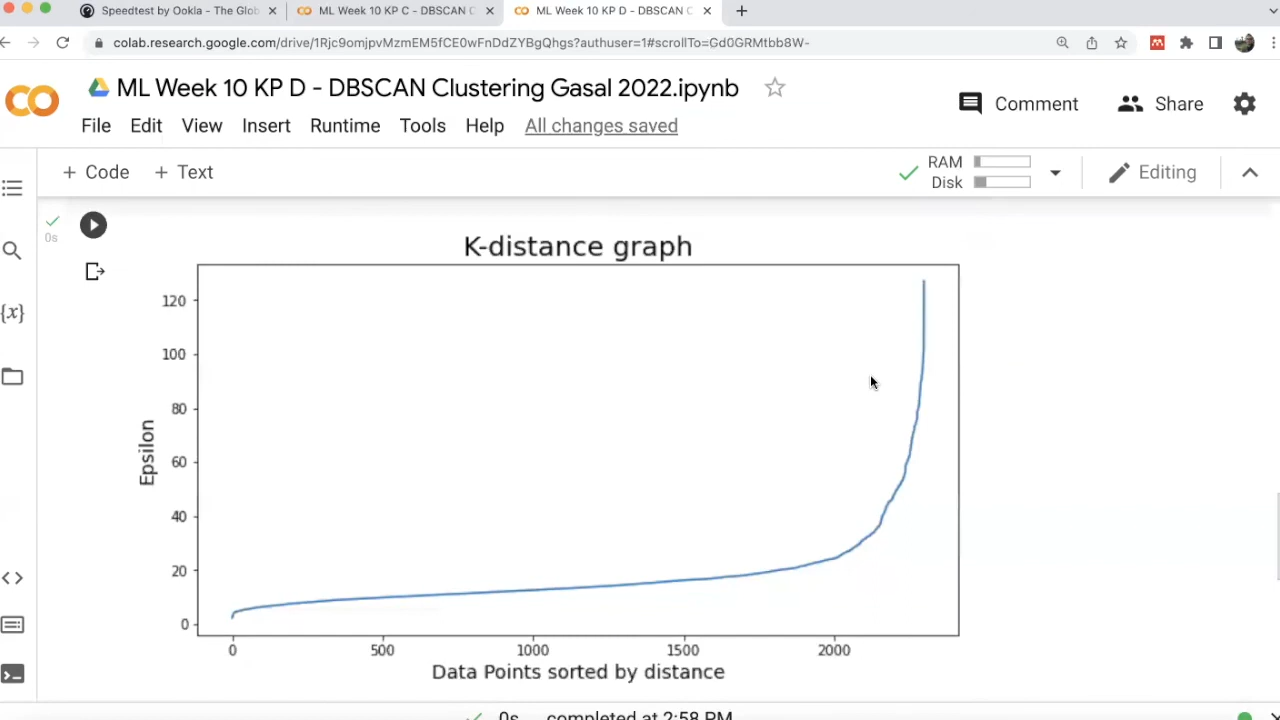 Speedtest by Ookla - The Glob
ML Week 10 KP C - DBSCAN C
ML Week 10 KP D - DBSCAN C
colab.research.google.com/drive/1Rjc9omjpvMzmEM5fCE0wFnDdZYBgQhgs?authuser=1#scrollTo=Gd0GRMtbb8W-
ML Week 10 KP D - DBSCAN Clustering Gasal 2022.ipynb
Comment
Share
File Edit View Insert Runtime Tools Help All changes saved
+ Code + Text
RAM
Disk
Editing
0s
{x}
K-distance graph
120
100
80
60
40
20
0
Epsilon
0 500 1000 1500 2000
Data Points sorted by distance
0s completed at 2:58 PM